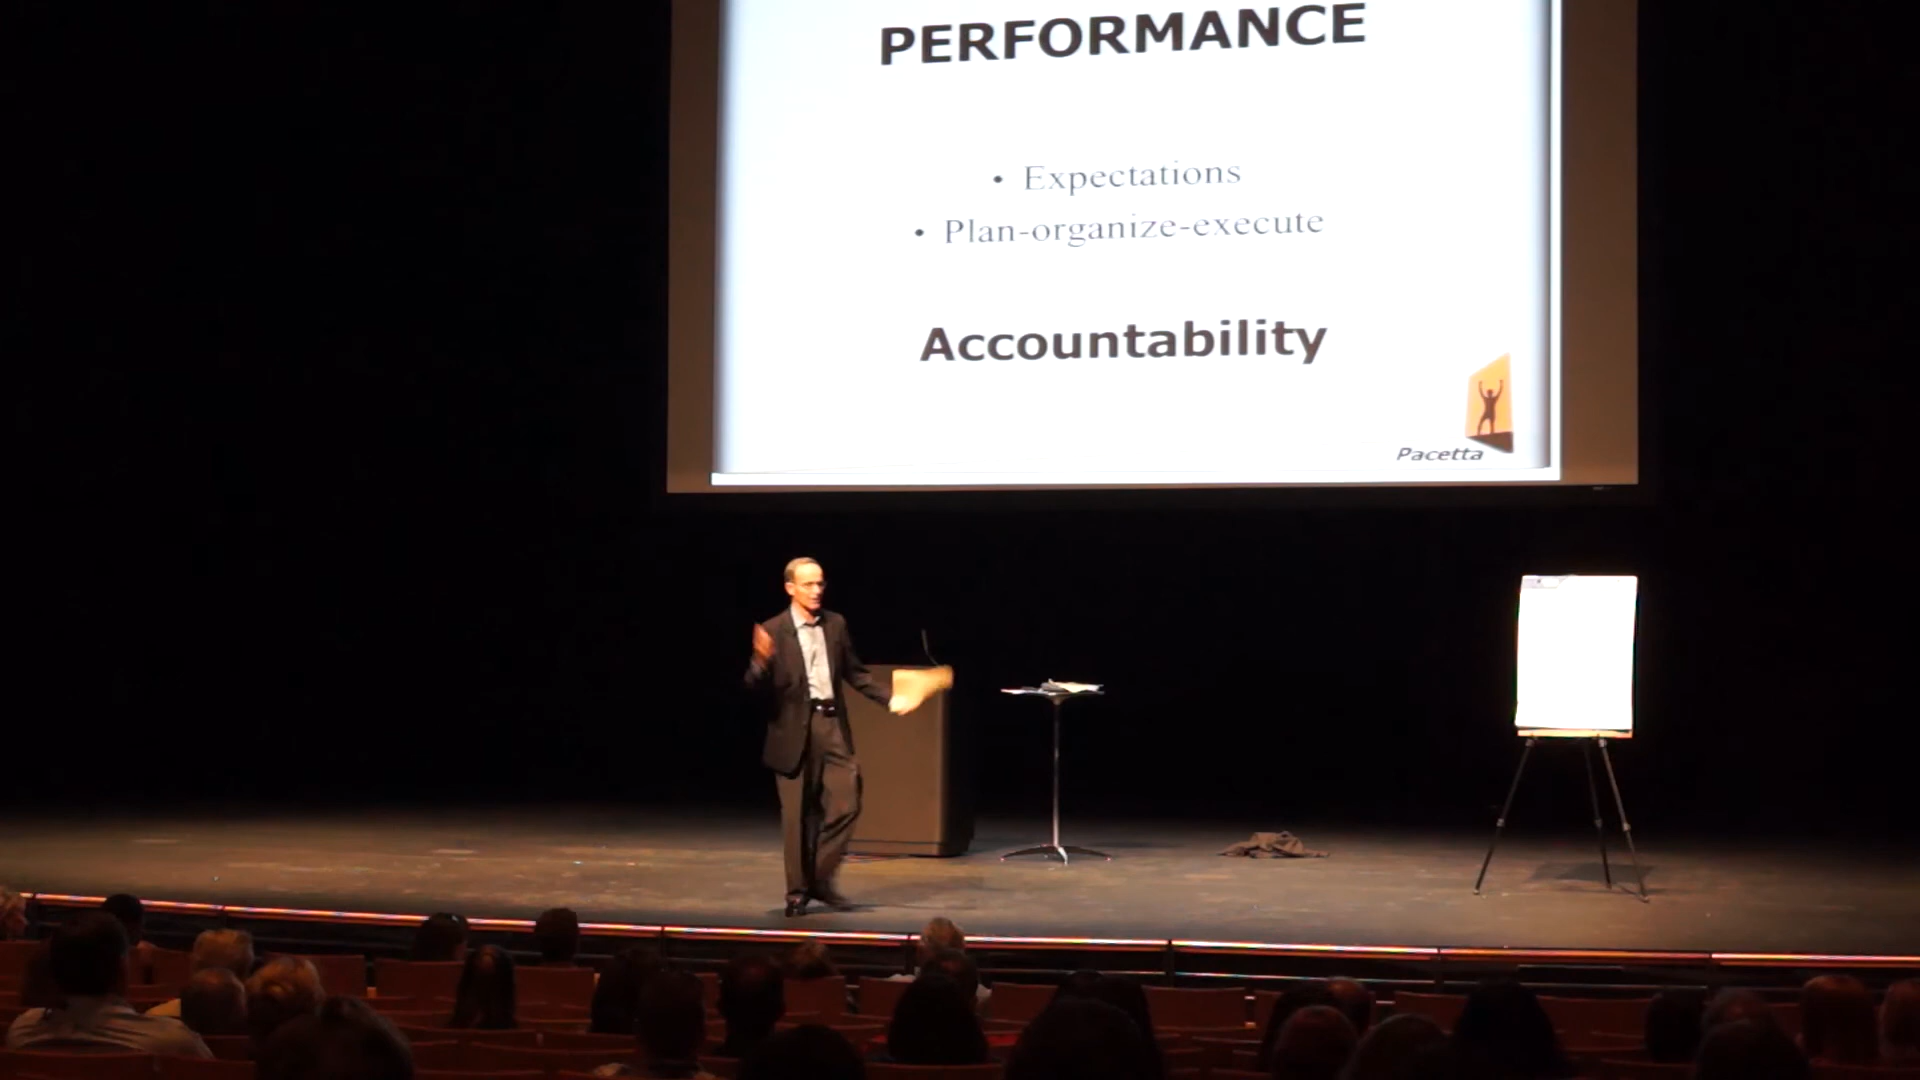 PERFORMANCE
• Expectations
• Plan-organize-execute
Accountability
Pacetta